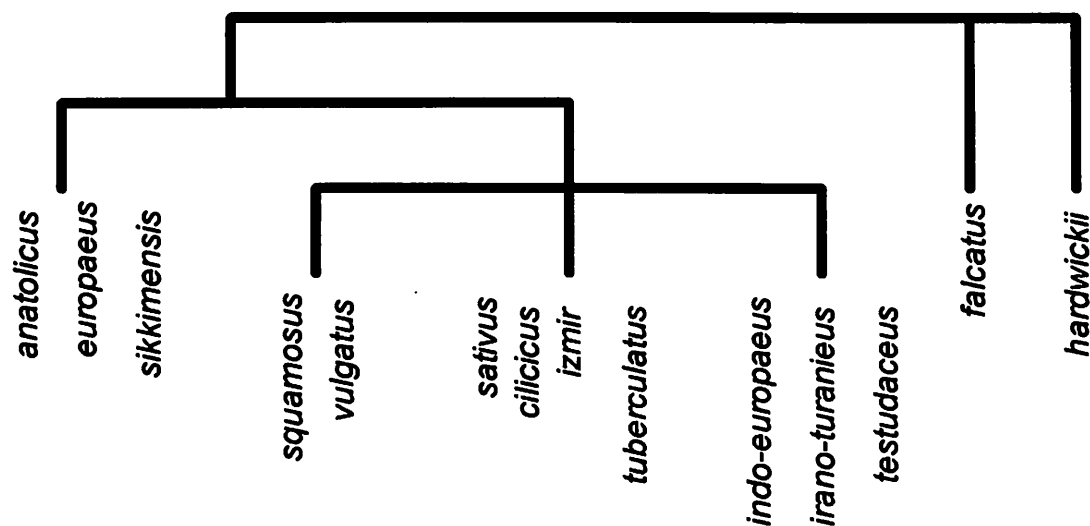 anatolicus
europaeus
sikkimensis
squamosus
vulgatus
sativus
cilicicus
izmir
tuberculatus
indo-europaeus
irano-turanieus
testudaceus
falcatus
hardwickii